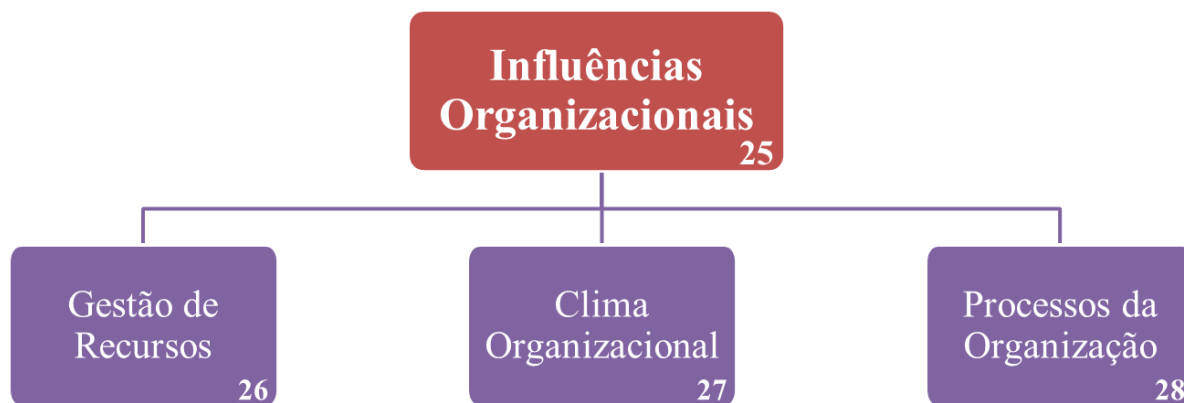 Influências
Organizacionais
25
Gestão de
Recursos
26
Clima
Organizacional
27
Processos da
Organização
28